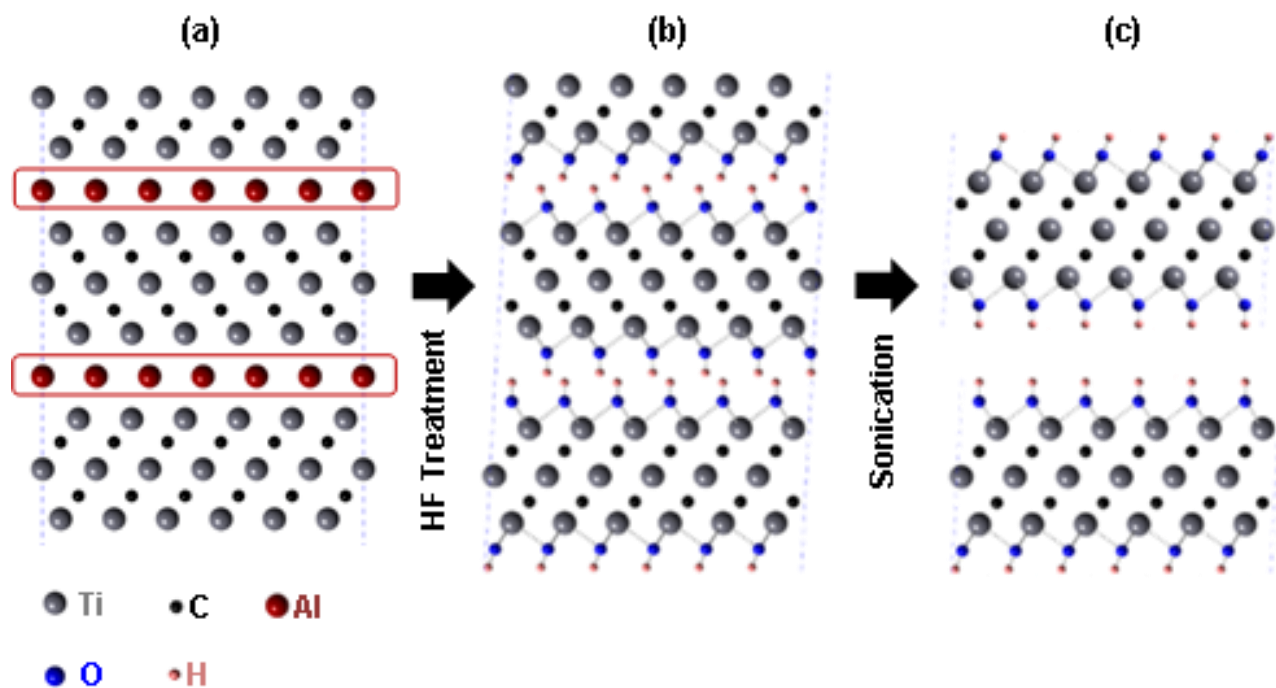 (a)
(b)
(c)
HF Treatment
Sonication
Ti
C
Al
O
H